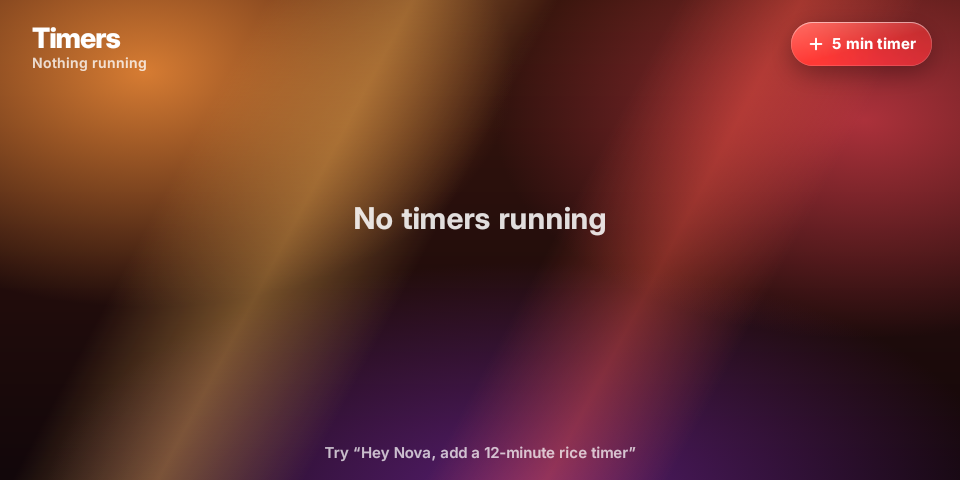 Timers
Nothing running
+ 5 min timer
No timers running
Try “Hey Nova, add a 12-minute rice timer”